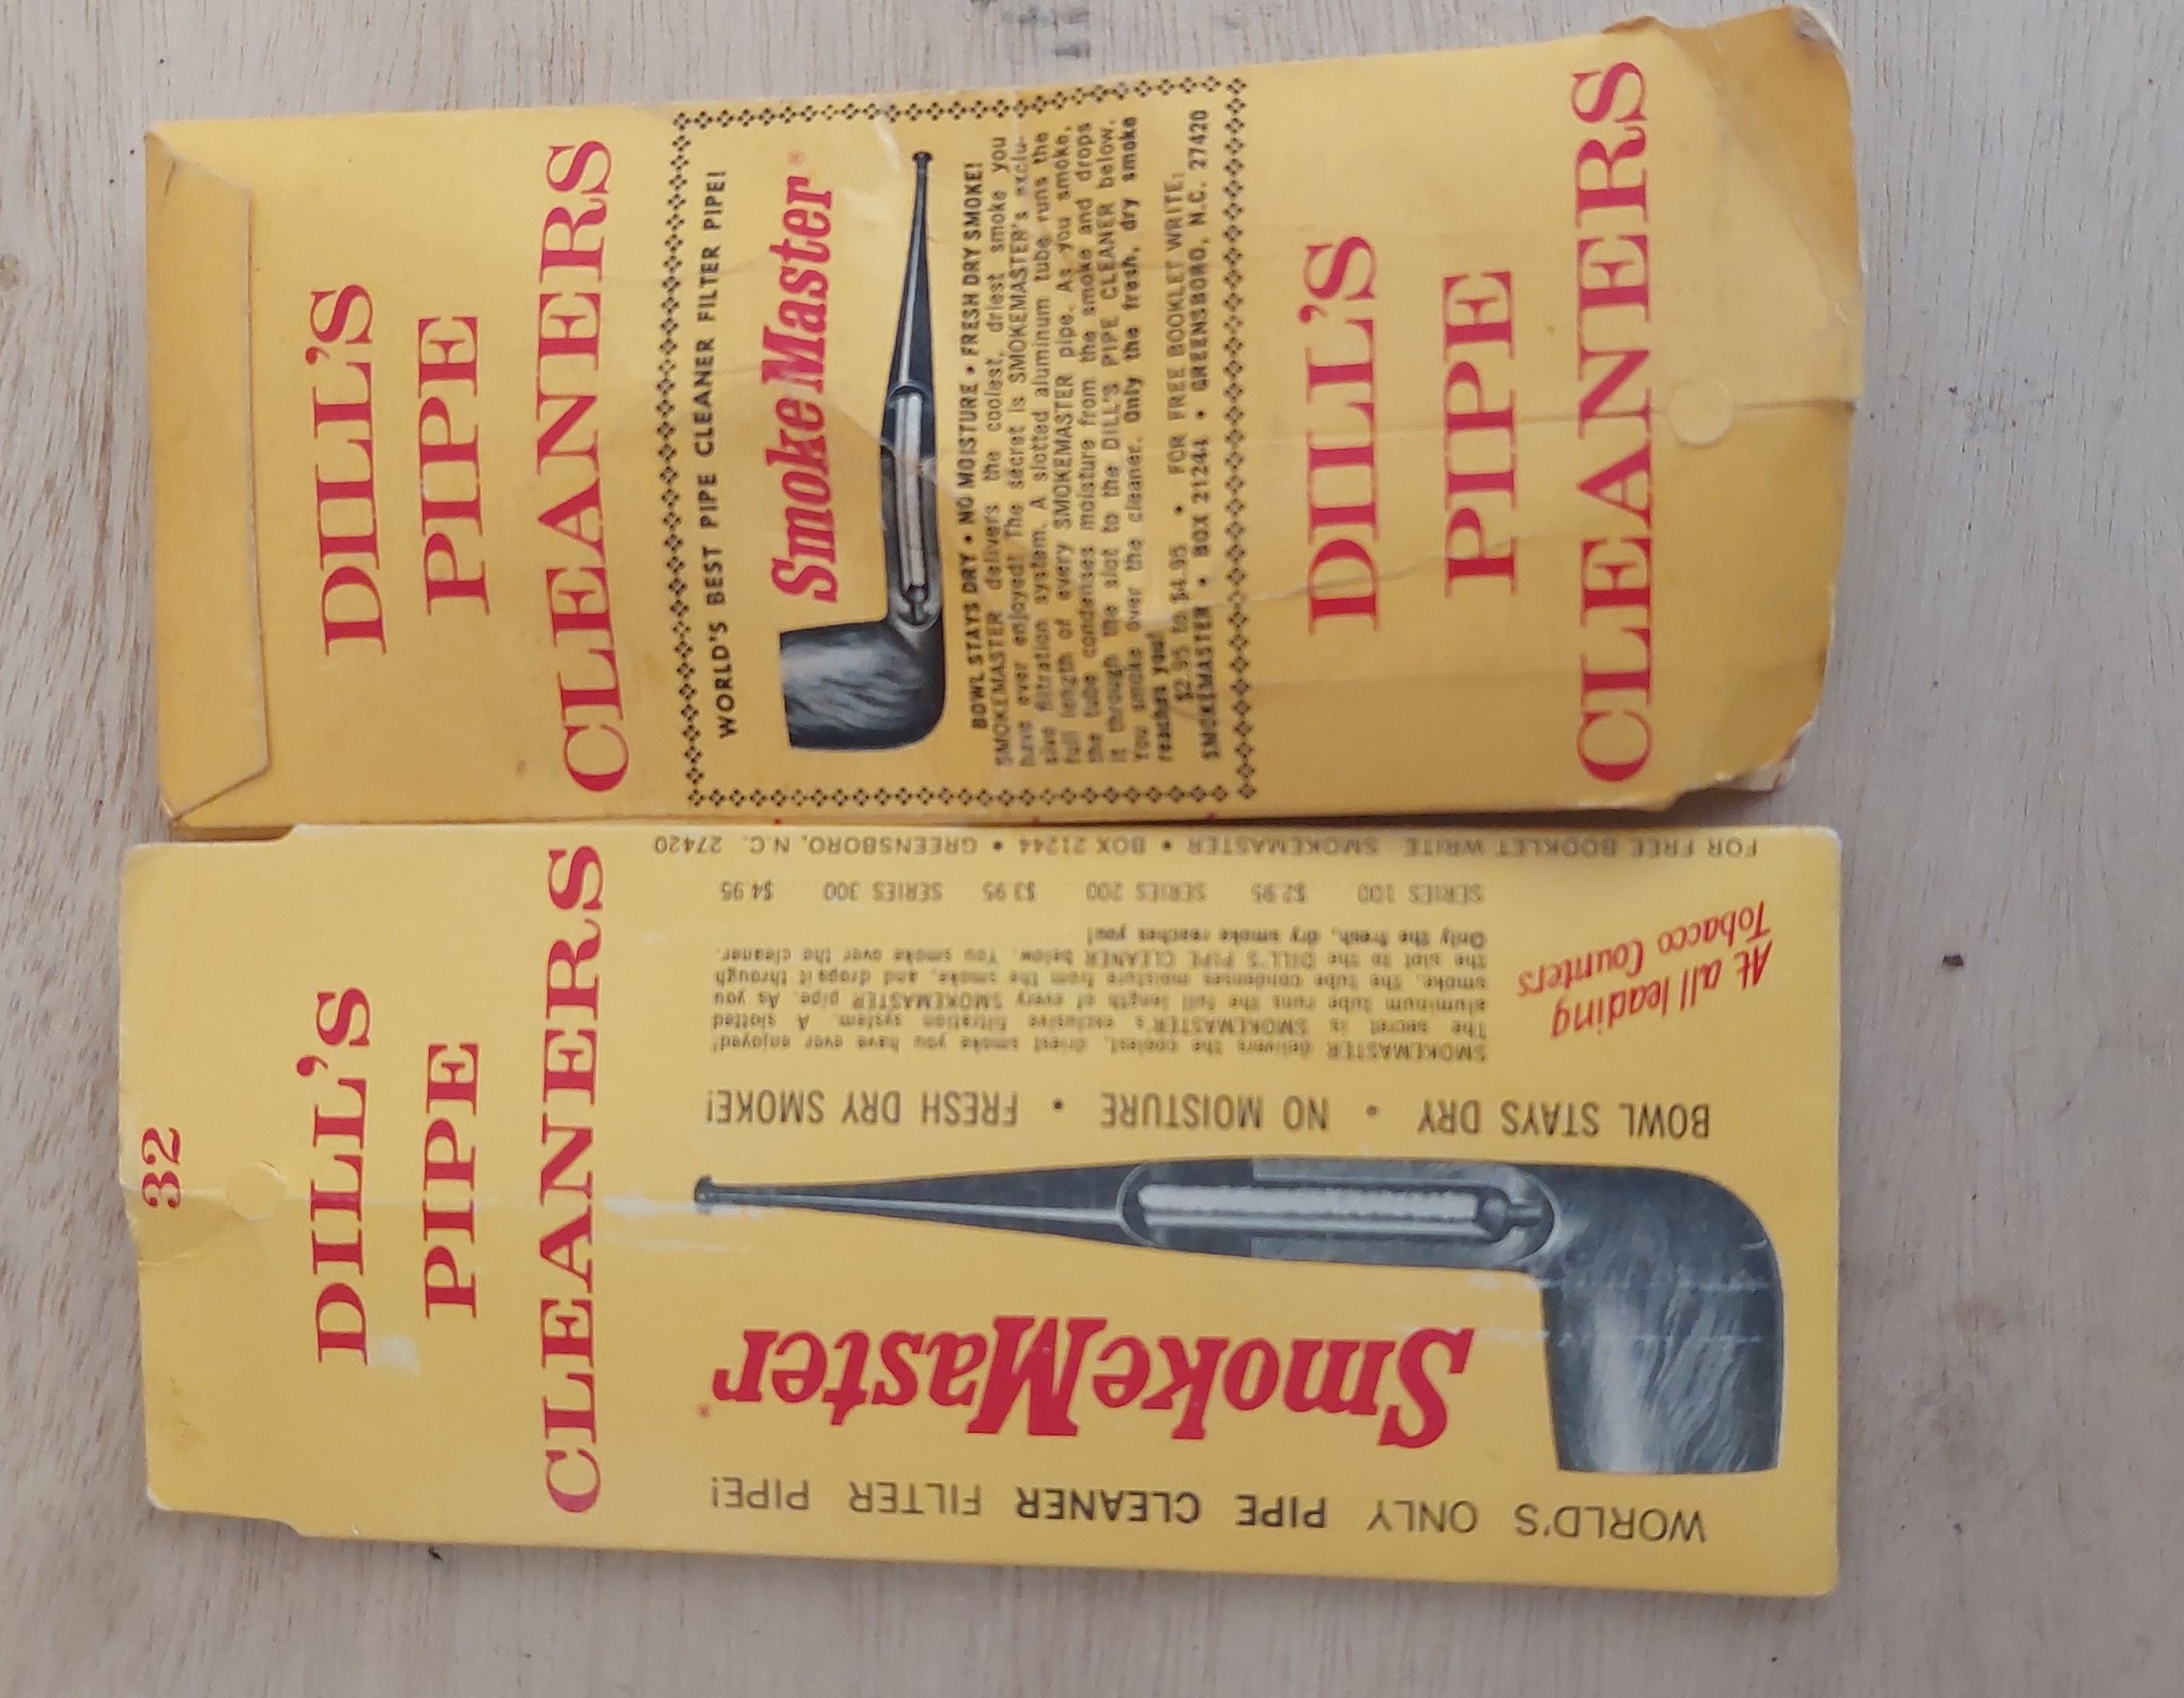 DILL'S
PIPE
CLEANERS
WORLD'S BEST PIPE CLEANER FILTER PIPE!
SmokeMaster®
BOWL STAYS DRY • NO MOISTURE • FRESH DRY SMOKE!
SMOKEMASTER delivers the coolest, driest smoke you
have ever enjoyed! The secret is SMOKEMASTER's exclu-
sive filtration system. A slotted aluminum tube runs the
full length of every SMOKEMASTER pipe. As you smoke,
the tube condenses moisture from the smoke and drops
it through the slot to the DILL'S PIPE CLEANER below.
You smoke over the cleaner. Only the fresh, dry smoke
reaches you!
$2.95 to $4.95 • FOR FREE BOOKLET WRITE:
SMOKEMASTER • BOX 21244 • GREENSBORO, N.C. 27420
DILL'S
PIPE
CLEANERS
32
DILL'S
PIPE
CLEANERS
WORLD'S ONLY PIPE CLEANER FILTER PIPE!
SmokeMaster®
BOWL STAYS DRY • NO MOISTURE • FRESH DRY SMOKE!
At all leading
Tobacco Counters
SMOKEMASTER delivers the coolest, driest smoke you have ever enjoyed!
The secret is SMOKEMASTER's exclusive filtration system. A slotted
aluminum tube runs the full length of every SMOKEMASTER pipe. As you
smoke, the tube condenses moisture from the smoke, and drops it through
the slot to the DILL'S PIPE CLEANER below. You smoke over the cleaner.
Only the fresh, dry smoke reaches you!
SERIES 100 $2.95 SERIES 200 $3.95 SERIES 300 $4.95
FOR FREE BOOKLET WRITE SMOKEMASTER • BOX 21244 • GREENSBORO, N.C. 27420